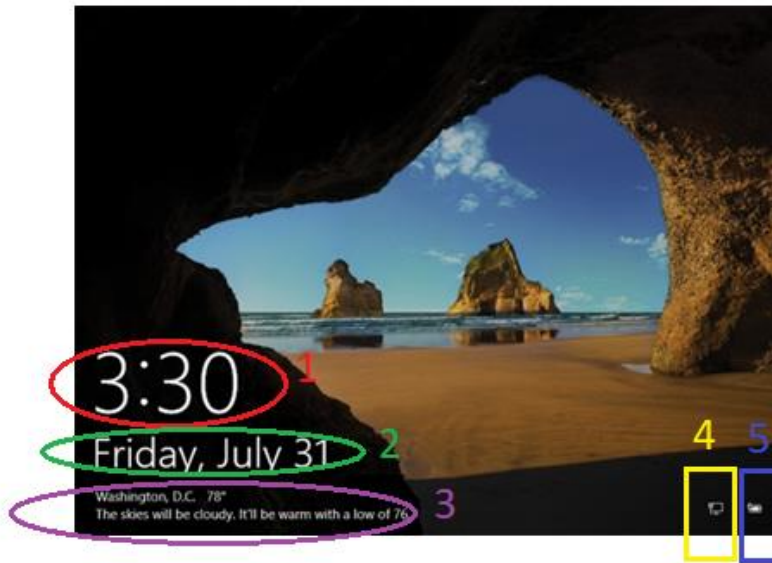 3:30
1
Friday, July 31
2
Washington, D.C. 78°
The skies will be cloudy. It'll be warm with a low of 76
3
4
5